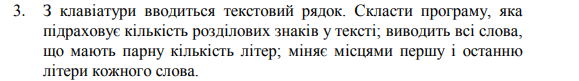 3. З клавіатури вводиться текстовий рядок. Скласти програму, яка
підраховує кількість розділових знаків у тексті; виводить всі слова,
що мають парну кількість літер; міняє місцями першу і останню
літери кожного слова.